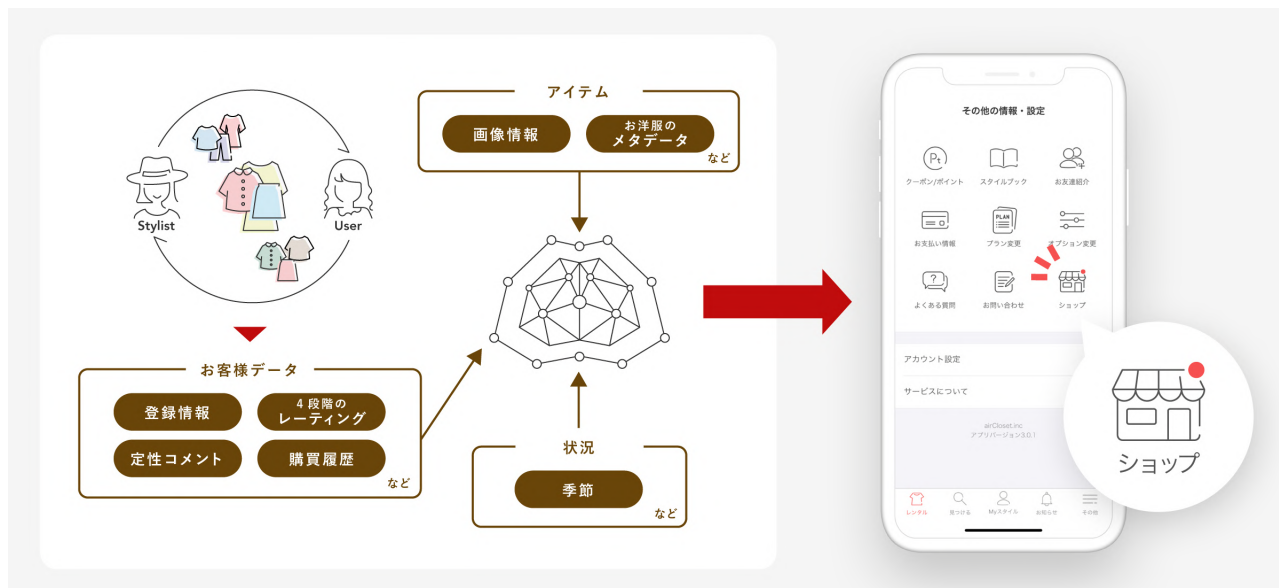 Stylist
User
お客様データ
登録情報
4段階の
レーティング
定性コメント
購買履歴
など
アイテム
画像情報
お洋服の
メタデータ
など
状況
季節
など
その他の情報・設定
Pt
クーポン/ポイント
スタイルブック
お友達紹介
PLAN
お支払い情報
プラン変更
オプション変更
?
よくある質問
お問い合わせ
ショップ
アカウント設定
サービスについて
airCloset.inc
アプリバージョン3.0.1
レンタル
見つける
Myスタイル
お知らせ
その他
ショップ